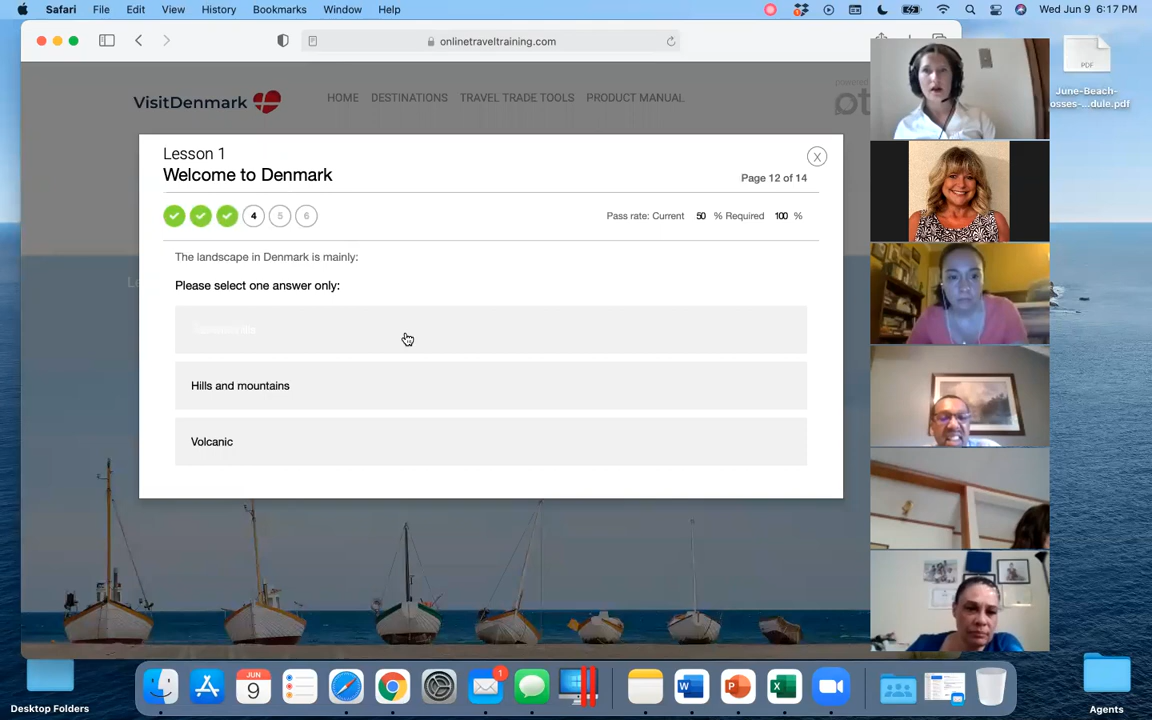 Safari File Edit View History Bookmarks Window Help Wed Jun 9 6:17 PM
onlinetraveltraining.com
VisitDenmark HOME DESTINATIONS TRAVEL TRADE TOOLS PRODUCT MANUAL
Lesson 1
Welcome to Denmark
X
Page 12 of 14
4 5 6
Pass rate: Current 50 % Required 100 %
The landscape in Denmark is mainly:
Please select one answer only:
Hills and mountains
Volcanic
PDF
June-Beach-
osses-...dule.pdf
JUN
9
1
Desktop Folders
Agents